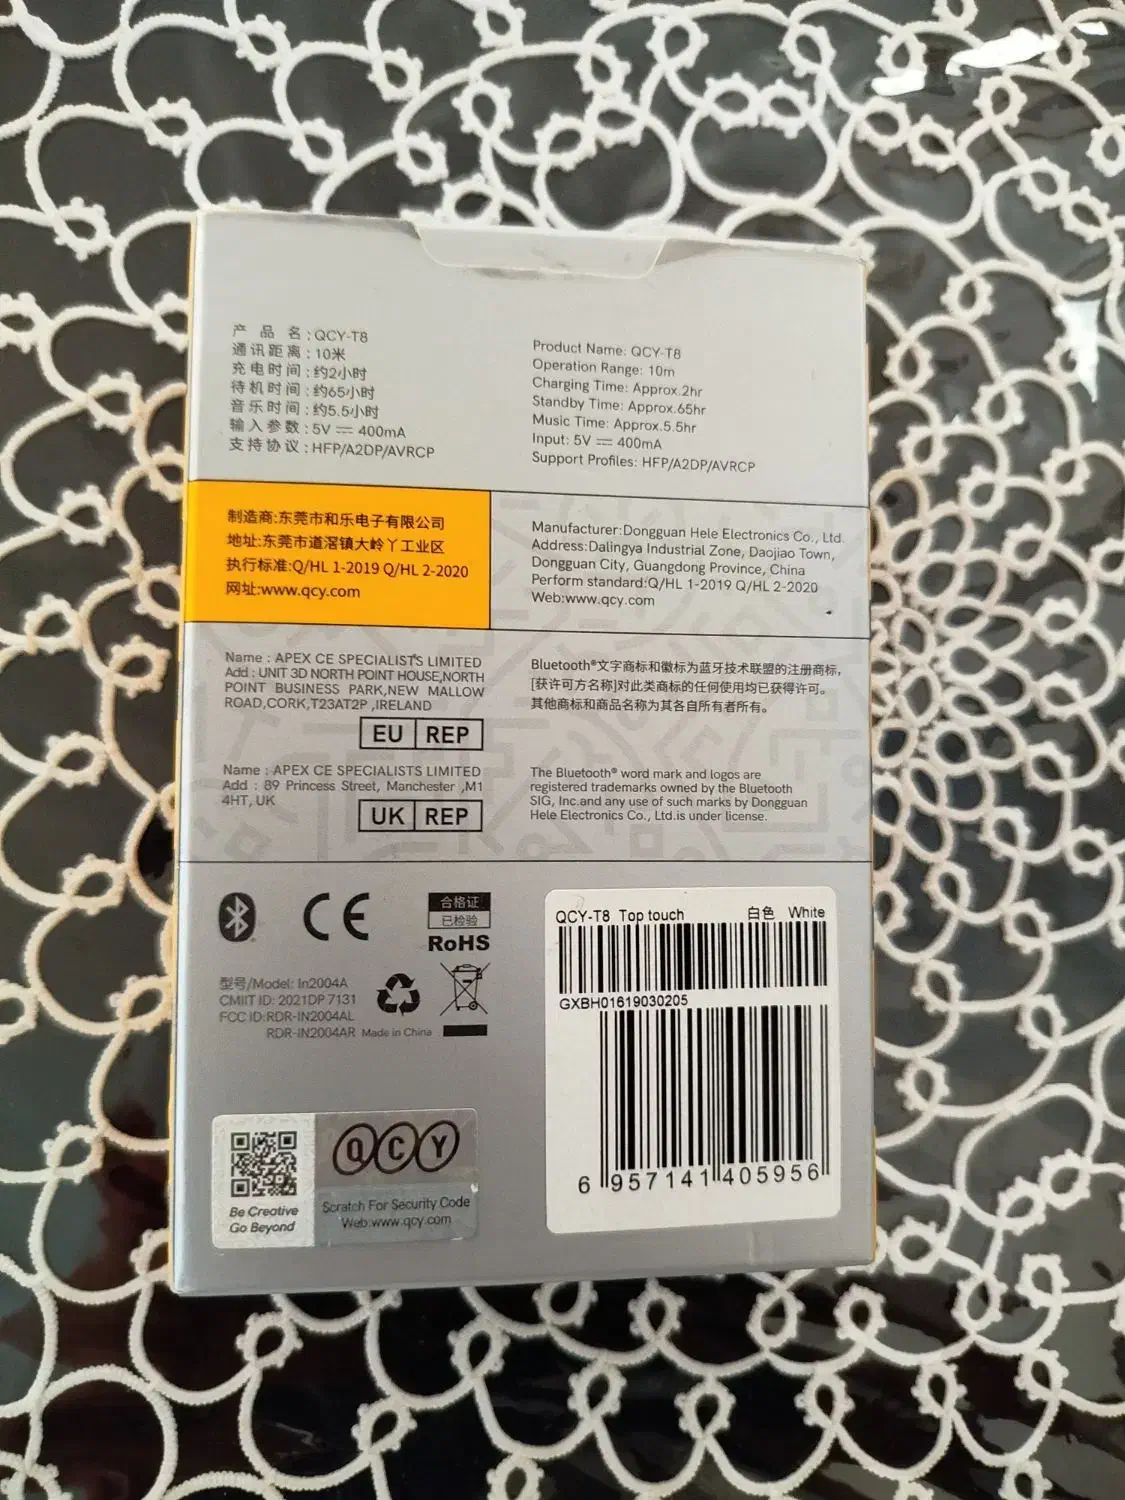 产品名:QCY-T8
通讯距离:10米
充电时间:约2小时
待机时间:约65小时
音乐时间:约5.5小时
输入参数:5V ⎓ 400mA
支持协议:HFP/A2DP/AVRCP
Product Name: QCY-T8
Operation Range: 10m
Charging Time: Approx.2hr
Standby Time: Approx.65hr
Music Time: Approx.5.5hr
Input: 5V ⎓ 400mA
Support Profiles: HFP/A2DP/AVRCP
制造商:东莞市和乐电子有限公司
地址:东莞市道滘镇大岭丫工业区
执行标准:Q/HL 1-2019 Q/HL 2-2020
网址:www.qcy.com
Manufacturer:Dongguan Hele Electronics Co., Ltd.
Address:Dalingya Industrial Zone, Daojiao Town,
Dongguan City, Guangdong Province, China
Perform standard:Q/HL 1-2019 Q/HL 2-2020
Web:www.qcy.com
Name : APEX CE SPECIALISTS LIMITED
Add : UNIT 3D NORTH POINT HOUSE,NORTH
POINT BUSINESS PARK,NEW MALLOW
ROAD,CORK,T23AT2P ,IRELAND
EU REP
Name : APEX CE SPECIALISTS LIMITED
Add : 89 Princess Street, Manchester ,M1
4HT, UK
UK REP
Bluetooth®文字商标和徽标为蓝牙技术联盟的注册商标,
[获许可方名称]对此类商标的任何使用均已获得许可。
其他商标和商品名称为其各自所有者所有。
The Bluetooth® word mark and logos are
registered trademarks owned by the Bluetooth
SIG, Inc.and any use of such marks by Dongguan
Hele Electronics Co., Ltd.is under license.
CE
合格证
已检验
RoHS
型号/Model: In2004A
CMIIT ID: 2021DP 7131
FCC ID:RDR-IN2004AL
RDR-IN2004AR Made in China
QCY-T8 Top touch 白色 White
GXBH01619030205
6 957141 405956
Be Creative
Go Beyond
QCY
Scratch For Security Code
Web:www.qcy.com